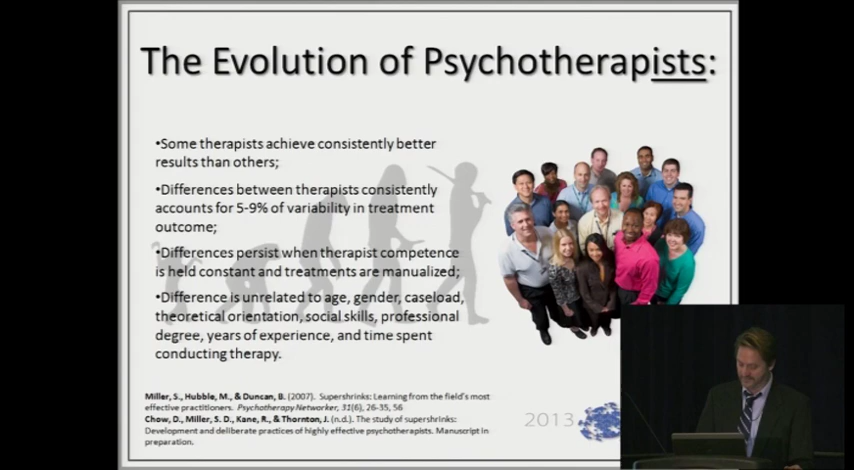 The Evolution of Psychotherapists:
•Some therapists achieve consistently better
results than others;
•Differences between therapists consistently
accounts for 5-9% of variability in treatment
outcome;
•Differences persist when therapist competence
is held constant and treatments are manualized;
•Difference is unrelated to age, gender, caseload,
theoretical orientation, social skills, professional
degree, years of experience, and time spent
conducting therapy.
Miller, S., Hubble, M., & Duncan, B. (2007). Supershrinks: Learning from the field's most
effective practitioners. Psychotherapy Networker, 31(6), 26-35, 56
Chow, D., Miller, S. D., Kane, R., & Thornton, J. (n.d.). The study of supershrinks:
Development and deliberate practices of highly effective psychotherapists. Manuscript in
preparation.
2013